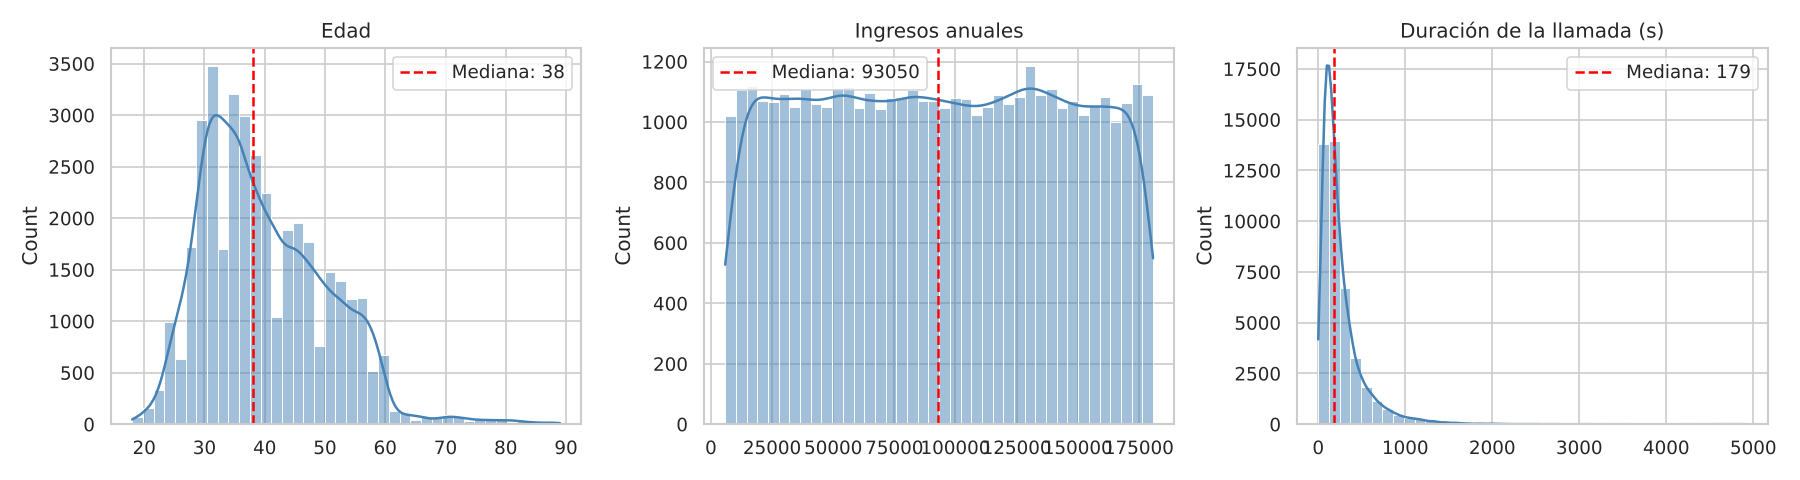 Edad
Mediana: 38
Count
3500
3000
2500
2000
1500
1000
500
0
20 30 40 50 60 70 80 90
Ingresos anuales
Mediana: 93050
Count
1200
1000
800
600
400
200
0
0 25000 50000 75000 100000 125000 150000 175000
Duración de la llamada (s)
Mediana: 179
Count
17500
15000
12500
10000
7500
5000
2500
0
0 1000 2000 3000 4000 5000